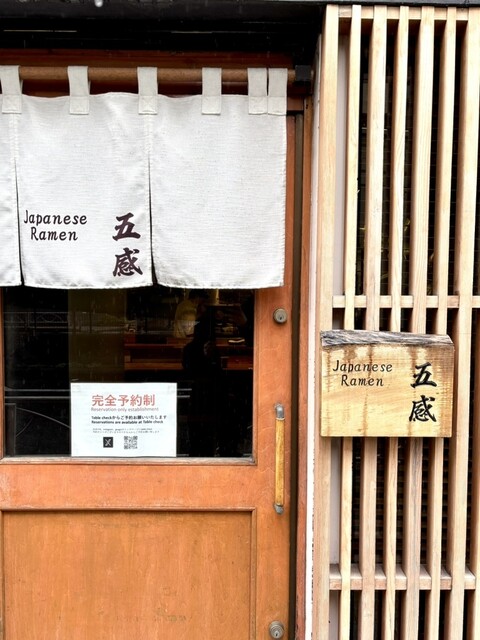 Japanese
Ramen
五感
完全予約制
Reservation only establishment
Table checkからご予約お願いいたします
Reservations are available at Table check
Japanese
Ramen
五感